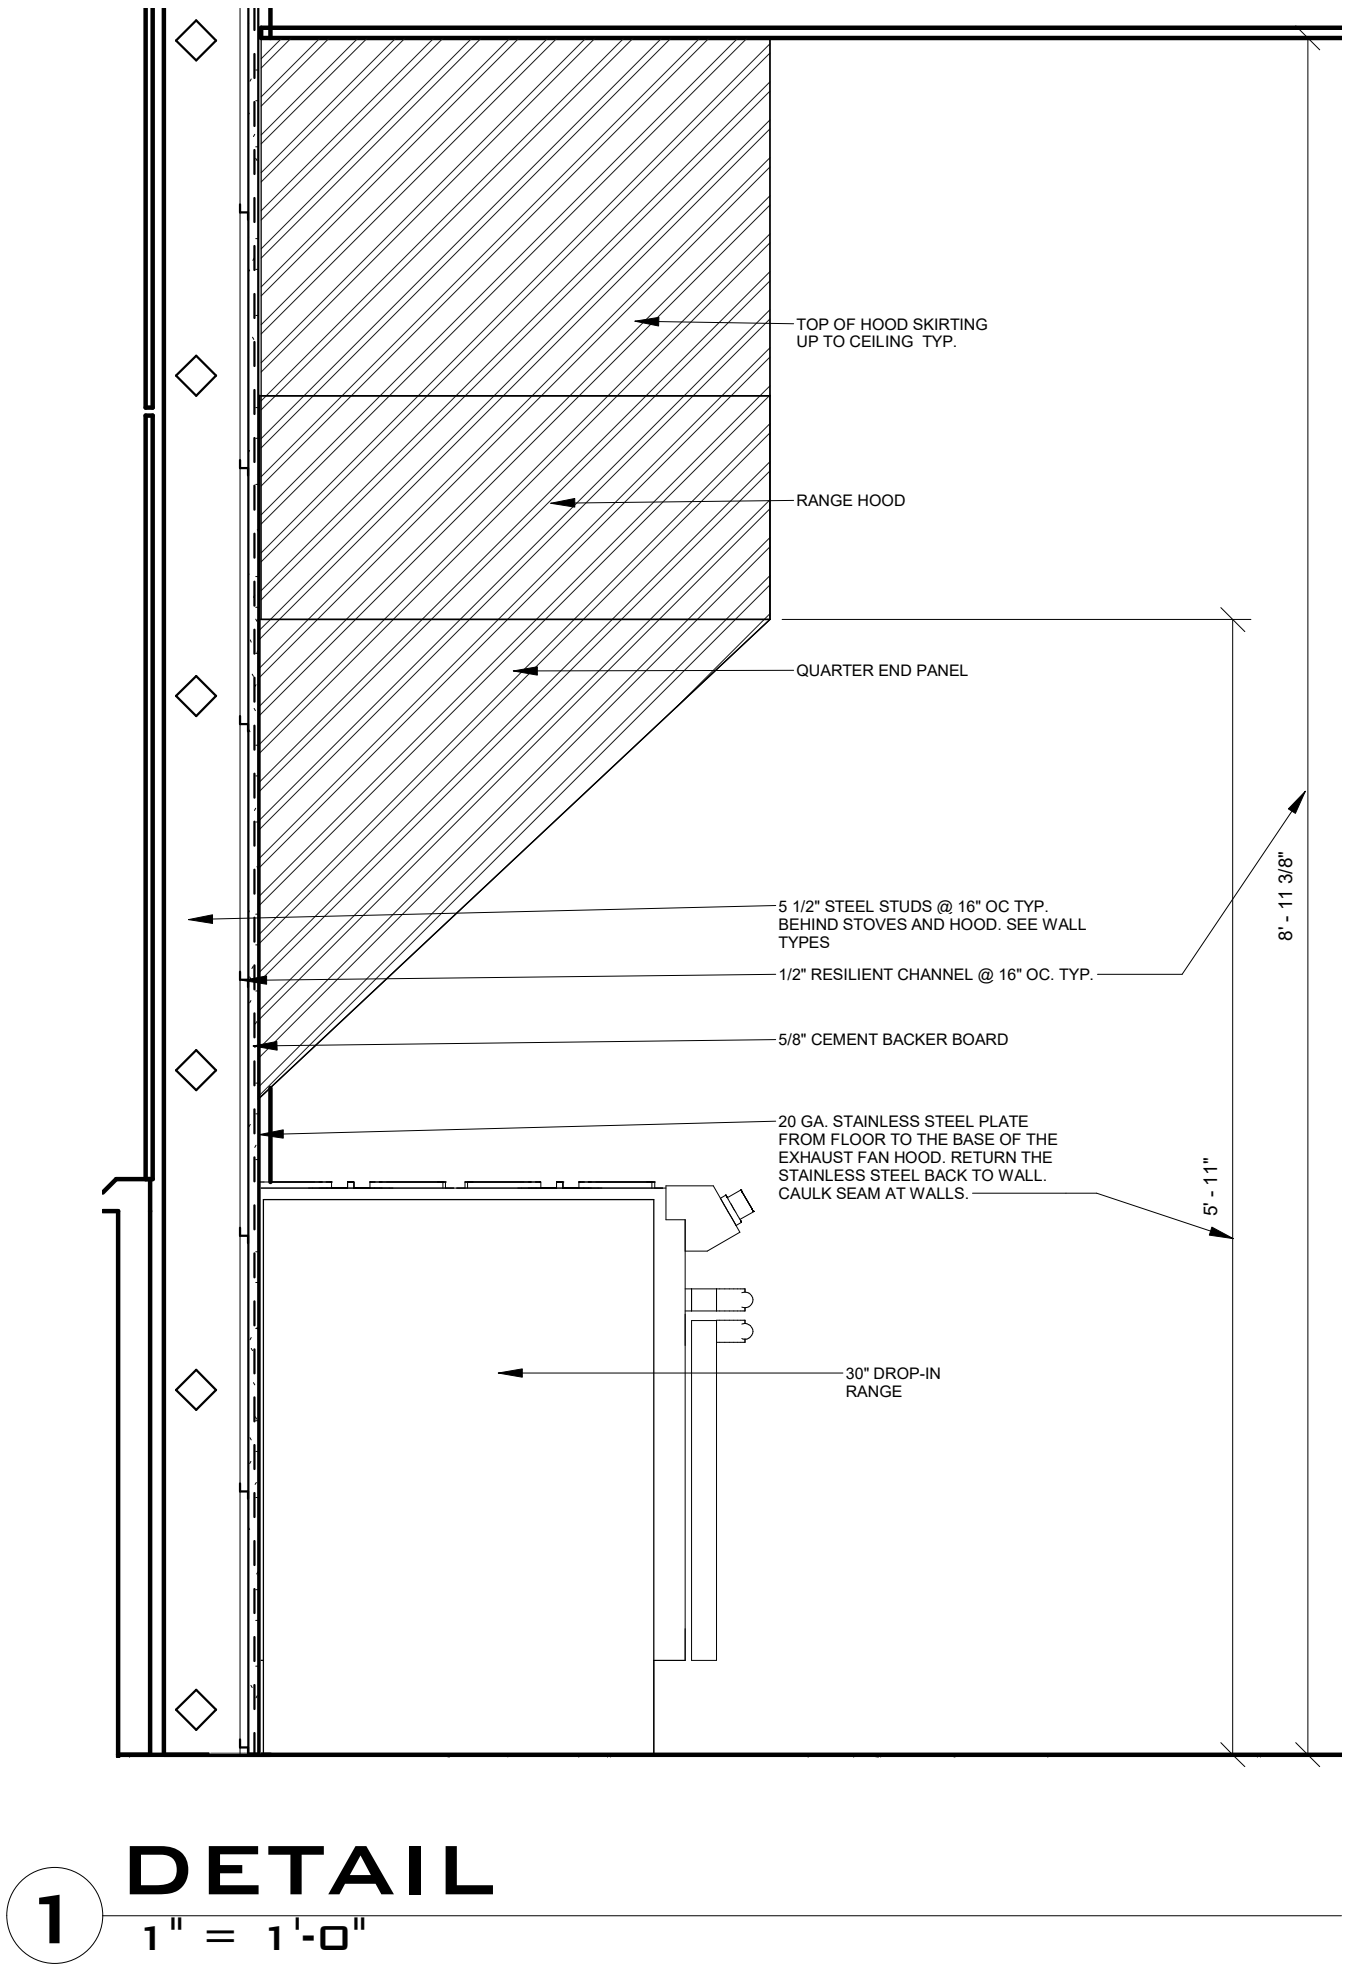 TOP OF HOOD SKIRTING
UP TO CEILING TYP.
RANGE HOOD
QUARTER END PANEL
5 1/2" STEEL STUDS @ 16" OC TYP.
BEHIND STOVES AND HOOD. SEE WALL
TYPES
8' - 11 3/8"
1/2" RESILIENT CHANNEL @ 16" OC. TYP.
5/8" CEMENT BACKER BOARD
20 GA. STAINLESS STEEL PLATE
FROM FLOOR TO THE BASE OF THE
EXHAUST FAN HOOD. RETURN THE
STAINLESS STEEL BACK TO WALL.
CAULK SEAM AT WALLS.
5' - 11"
30" DROP-IN
RANGE
1
DETAIL
1" = 1'-0"